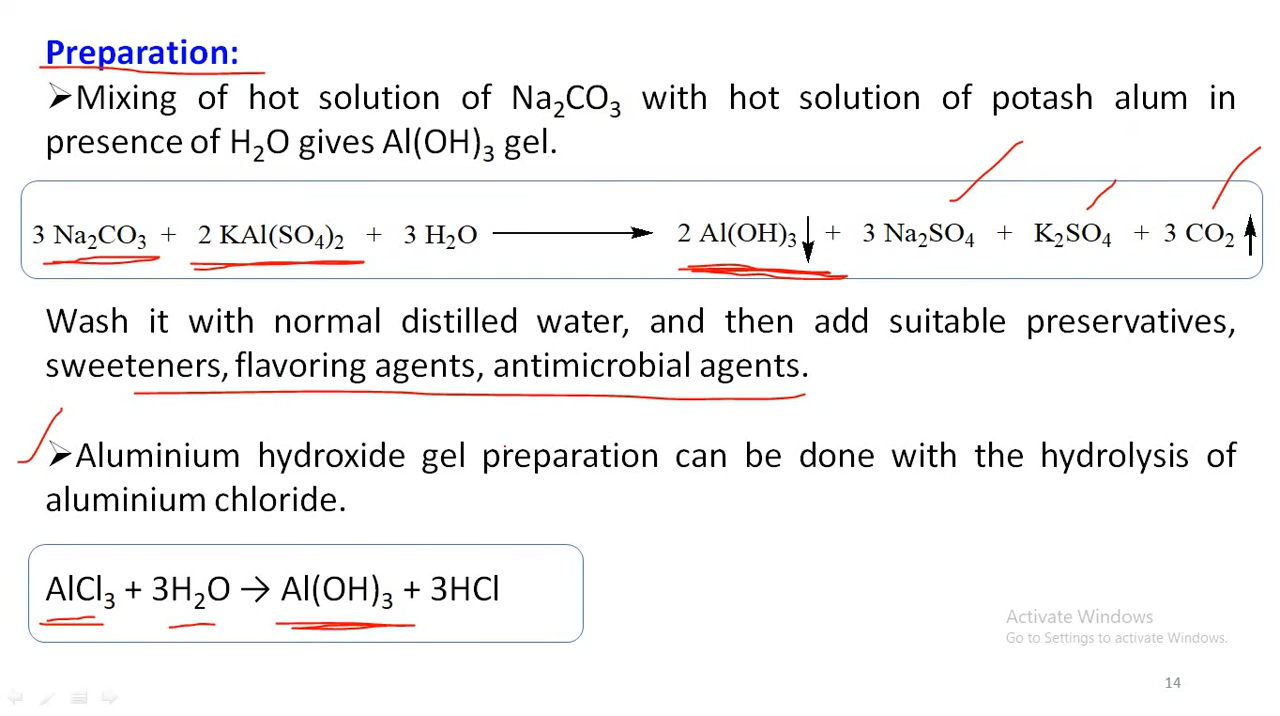 Preparation:
➢Mixing of hot solution of Na₂CO₃ with hot solution of potash alum in
presence of H₂O gives Al(OH)₃ gel.
3 Na₂CO₃ + 2 KAl(SO₄)₂ + 3 H₂O ⟶ 2 Al(OH)₃↓ + 3 Na₂SO₄ + K₂SO₄ + 3 CO₂↑
Wash it with normal distilled water, and then add suitable preservatives,
sweeteners, flavoring agents, antimicrobial agents.
➢Aluminium hydroxide gel preparation can be done with the hydrolysis of
aluminium chloride.
AlCl₃ + 3H₂O → Al(OH)₃ + 3HCl
Activate Windows
Go to Settings to activate Windows.
14